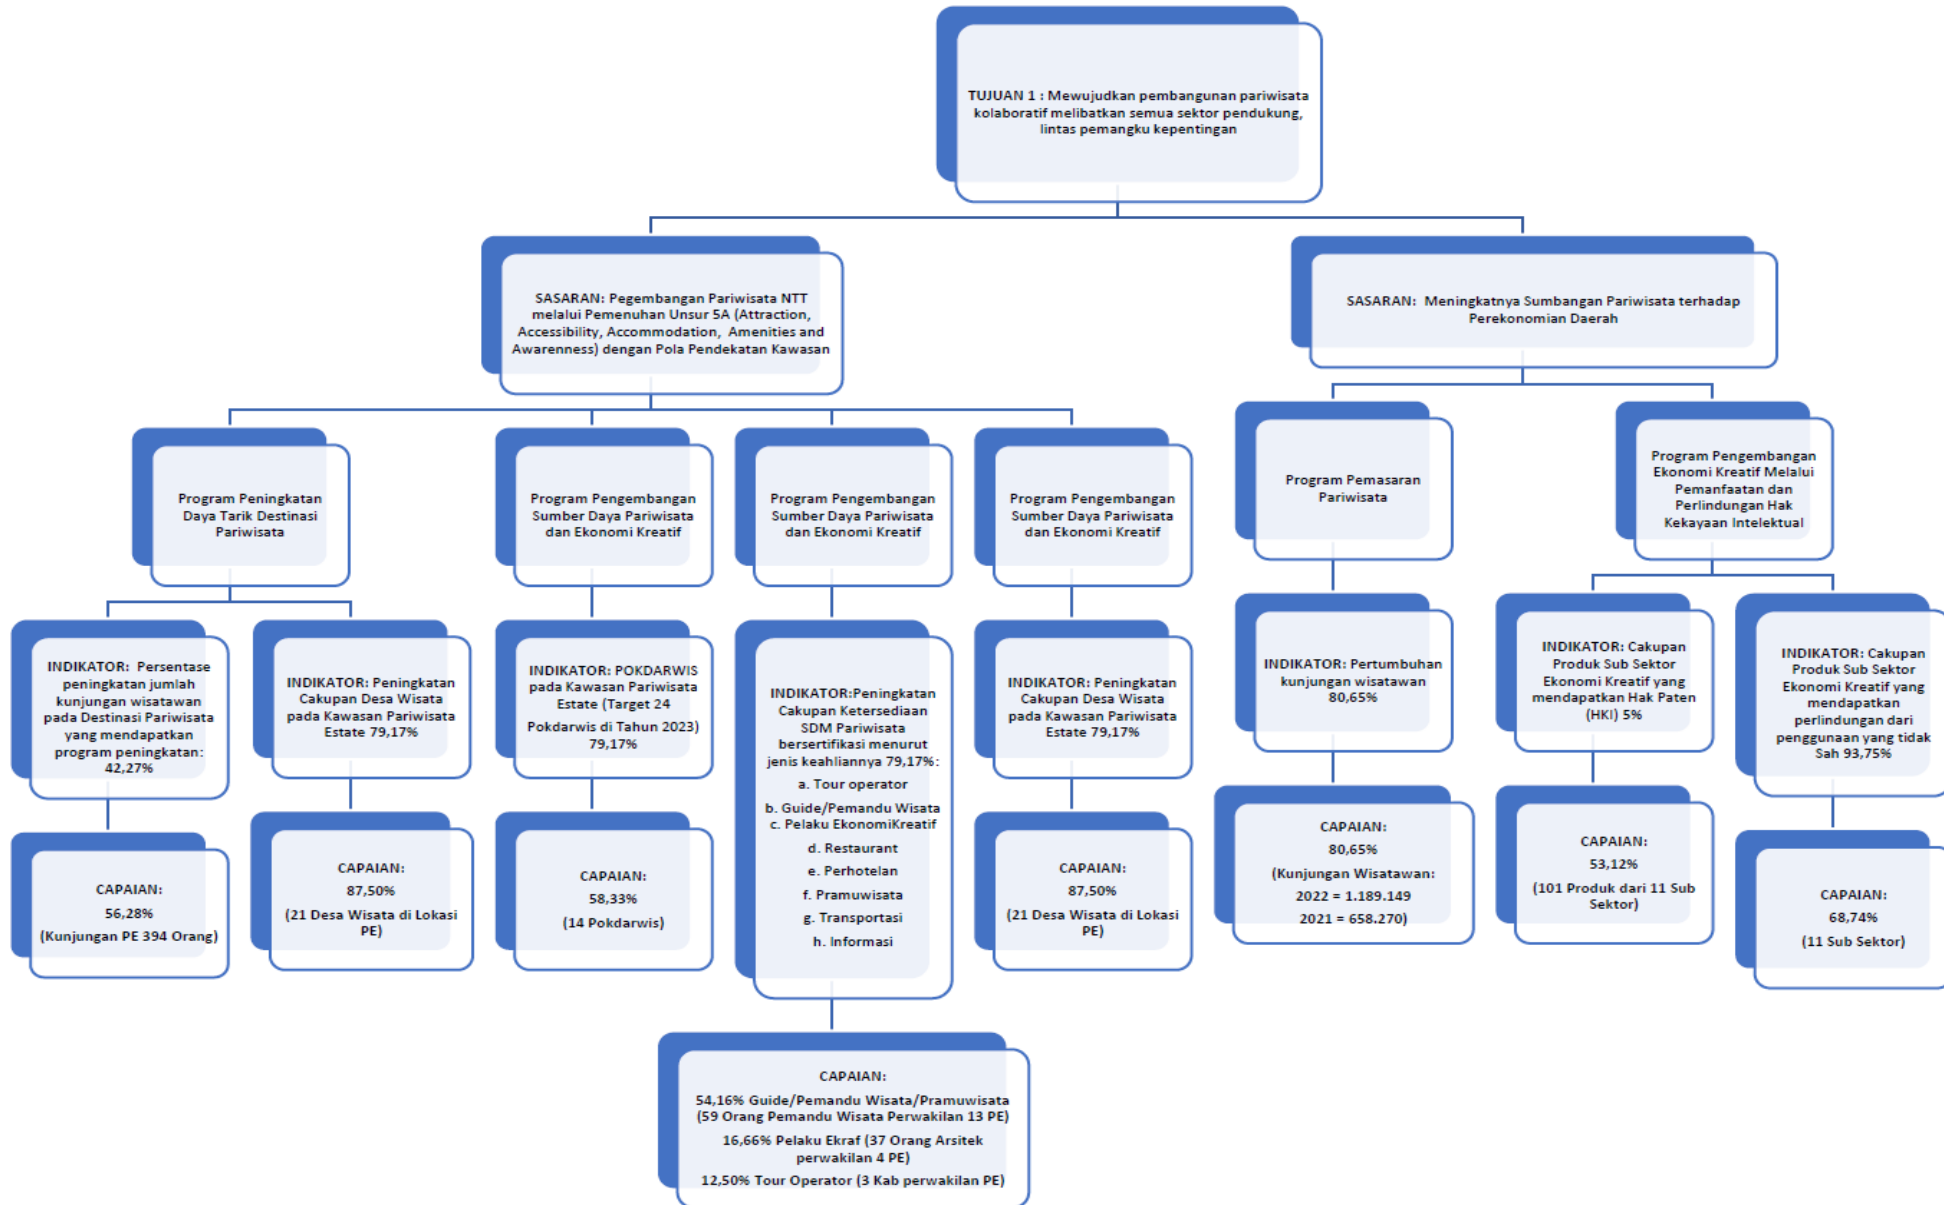 TUJUAN 1 : Mewujudkan pembangunan pariwisata
kolaboratif melibatkan semua sektor pendukung,
lintas pemangku kepentingan
SASARAN: Pegembangan Pariwisata NTT
melalui Pemenuhan Unsur 5A (Attraction,
Accessibility, Accommodation, Amenities and
Awarenness) dengan Pola Pendekatan Kawasan
SASARAN: Meningkatnya Sumbangan Pariwisata terhadap
Perekonomian Daerah
Program Peningkatan
Daya Tarik Destinasi
Pariwisata
Program Pengembangan
Sumber Daya Pariwisata
dan Ekonomi Kreatif
Program Pengembangan
Sumber Daya Pariwisata
dan Ekonomi Kreatif
Program Pengembangan
Sumber Daya Pariwisata
dan Ekonomi Kreatif
Program Pemasaran
Pariwisata
Program Pengembangan
Ekonomi Kreatif Melalui
Pemanfaatan dan
Perlindungan Hak
Kekayaan Intelektual
INDIKATOR: Persentase
peningkatan jumlah
kunjungan wisatawan
pada Destinasi Pariwisata
yang mendapatkan
program peningkatan:
42,27%
INDIKATOR: Peningkatan
Cakupan Desa Wisata
pada Kawasan Pariwisata
Estate 79,17%
INDIKATOR: POKDARWIS
pada Kawasan Pariwisata
Estate (Target 24
Pokdarwis di Tahun 2023)
79,17%
INDIKATOR:Peningkatan
Cakupan Ketersediaan
SDM Pariwisata
bersertifikasi menurut
jenis keahliannya 79,17%:
a. Tour operator
b. Guide/Pemandu Wisata
c. Pelaku EkonomiKreatif
d. Restaurant
e. Perhotelan
f. Pramuwisata
g. Transportasi
h. Informasi
INDIKATOR: Peningkatan
Cakupan Desa Wisata
pada Kawasan Pariwisata
Estate 79,17%
INDIKATOR: Pertumbuhan
kunjungan wisatawan
80,65%
INDIKATOR: Cakupan
Produk Sub Sektor
Ekonomi Kreatif yang
mendapatkan Hak Paten
(HKI) 5%
INDIKATOR: Cakupan
Produk Sub Sektor
Ekonomi Kreatif yang
mendapatkan
perlindungan dari
penggunaan yang tidak
Sah 93,75%
CAPAIAN:
56,28%
(Kunjungan PE 394 Orang)
CAPAIAN:
87,50%
(21 Desa Wisata di Lokasi
PE)
CAPAIAN:
58,33%
(14 Pokdarwis)
CAPAIAN:
54,16% Guide/Pemandu Wisata/Pramuwisata
(59 Orang Pemandu Wisata Perwakilan 13 PE)
16,66% Pelaku Ekraf (37 Orang Arsitek
perwakilan 4 PE)
12,50% Tour Operator (3 Kab perwakilan PE)
CAPAIAN:
87,50%
(21 Desa Wisata di Lokasi
PE)
CAPAIAN:
80,65%
(Kunjungan Wisatawan:
2022 = 1.189.149
2021 = 658.270)
CAPAIAN:
53,12%
(101 Produk dari 11 Sub
Sektor)
CAPAIAN:
68,74%
(11 Sub Sektor)